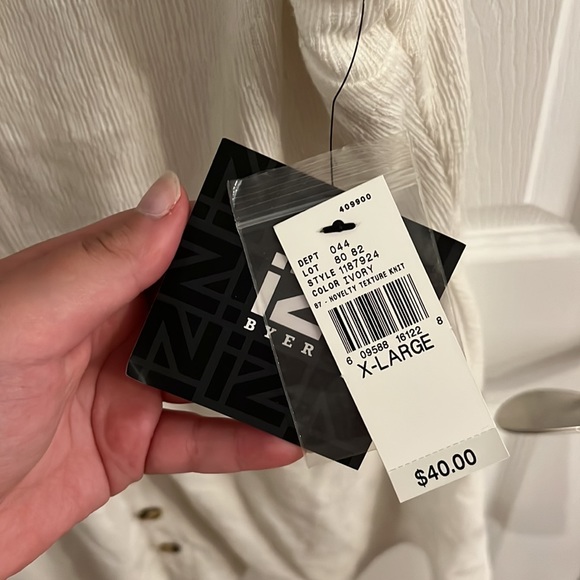 409900
DEPT 044
LOT 80 82
STYLE 1187924
COLOR IVORY
87 - NOVELTY TEXTURE KNIT
6 09588 16122 8
X-LARGE
$40.00
iZ
BYER